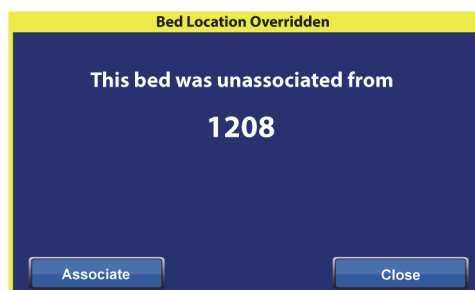 Bed Location Overridden
This bed was unassociated from
1208
Associate
Close